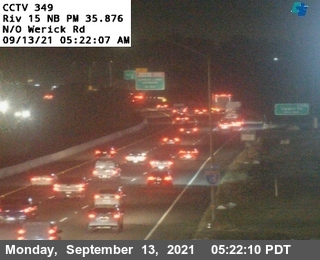 CCTV 349
Riv 15 NB PM 35.876
N/O Werick Rd
09/13/21 05:22:07 AM
Monday, September 13, 2021 05:22:10 PDT